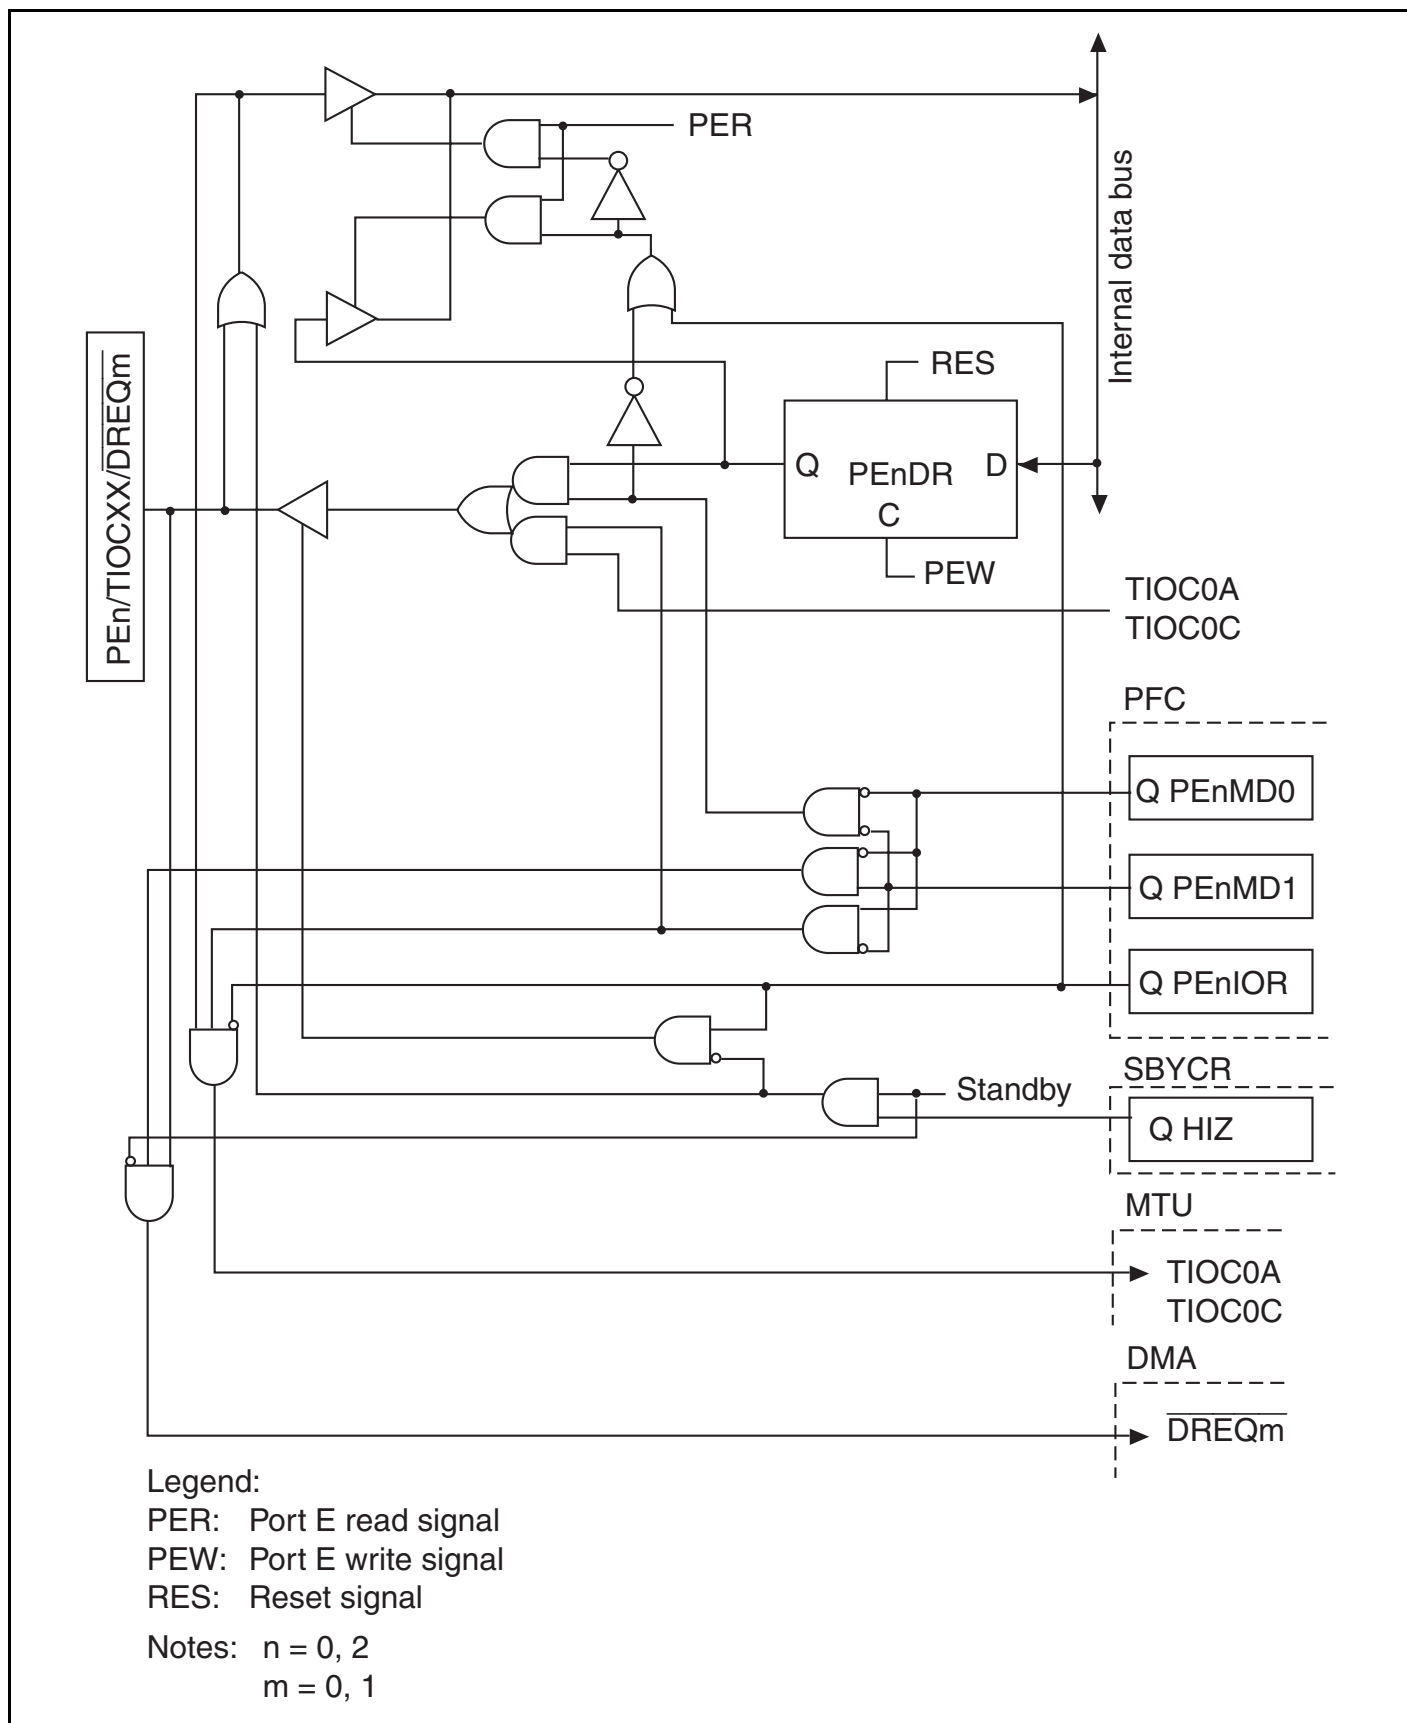 PER
Internal data bus
RES
PEn/TIOCXX/DREQm
Q PEnDR D
C
PEW
TIOC0A
TIOC0C
PFC
Q PEnMD0
Q PEnMD1
Q PEnIOR
SBYCR
Standby
Q HIZ
MTU
TIOC0A
TIOC0C
DMA
DREQm
Legend:
PER: Port E read signal
PEW: Port E write signal
RES: Reset signal
Notes: n = 0, 2
m = 0, 1